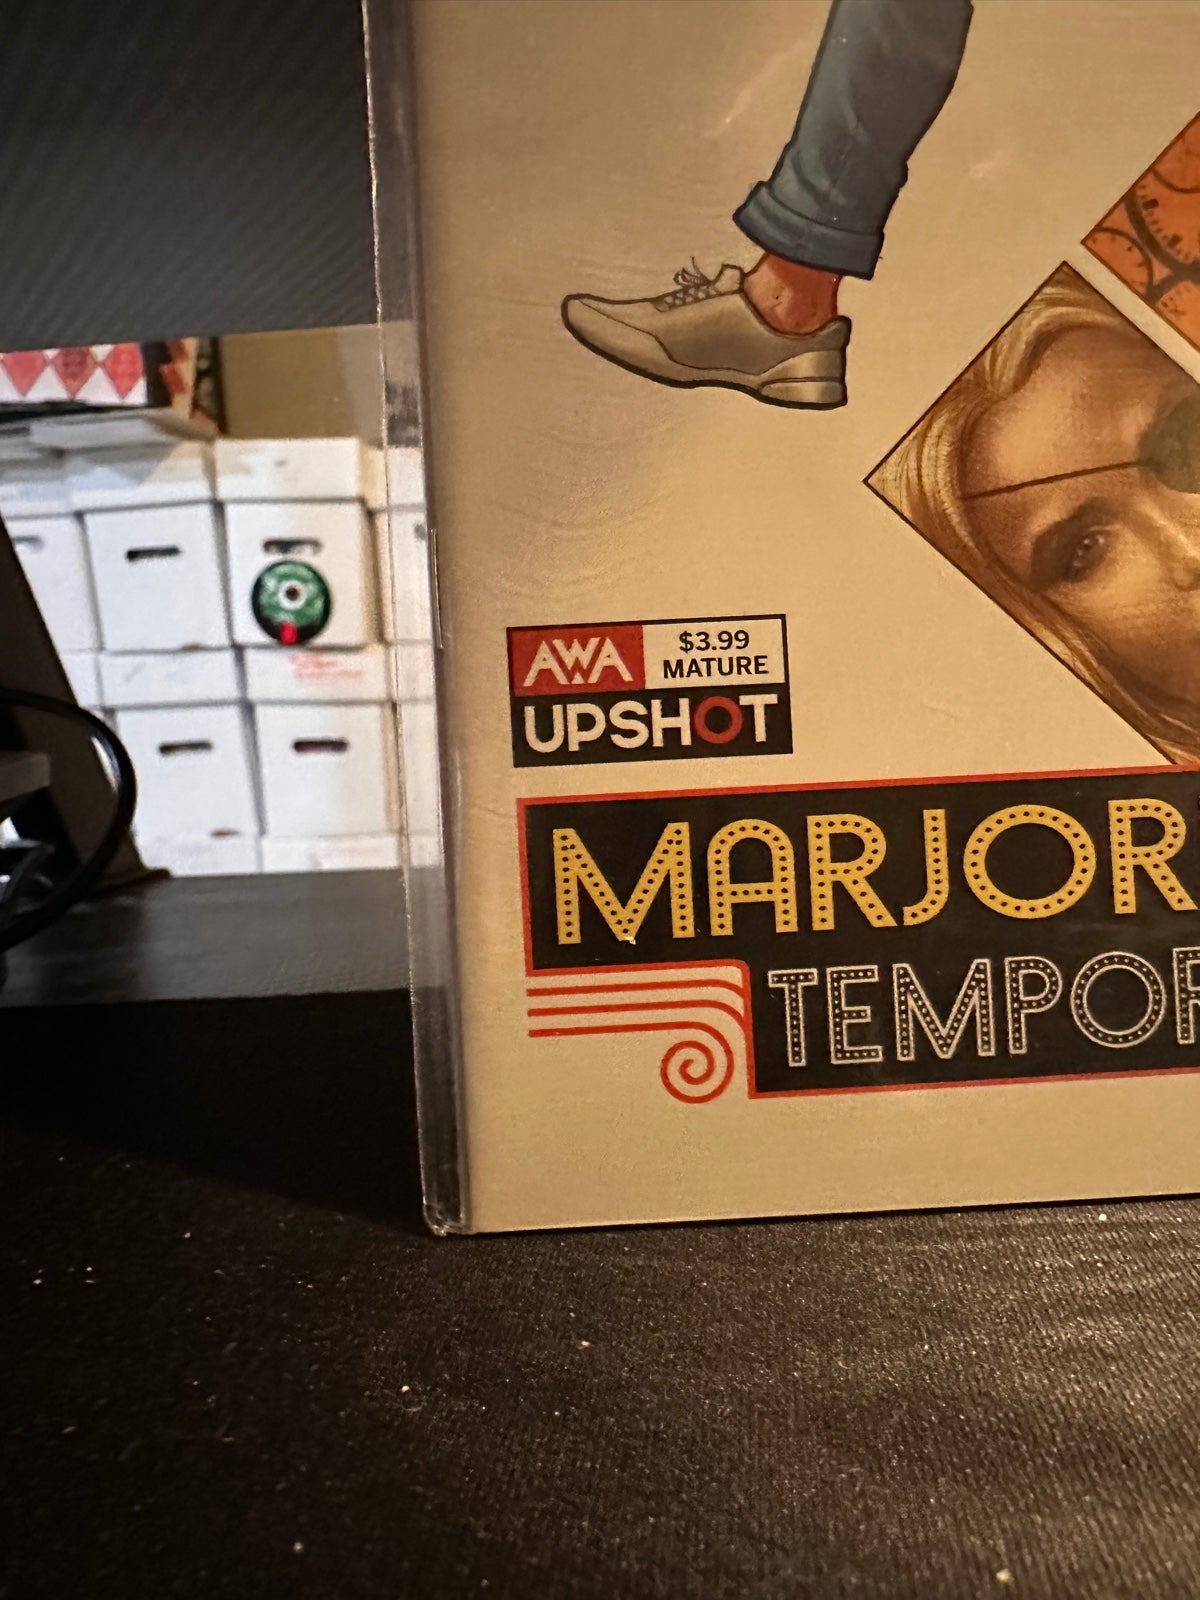 AWA
$3.99
MATURE
UPSHOT
MARJOR
TEMPOR